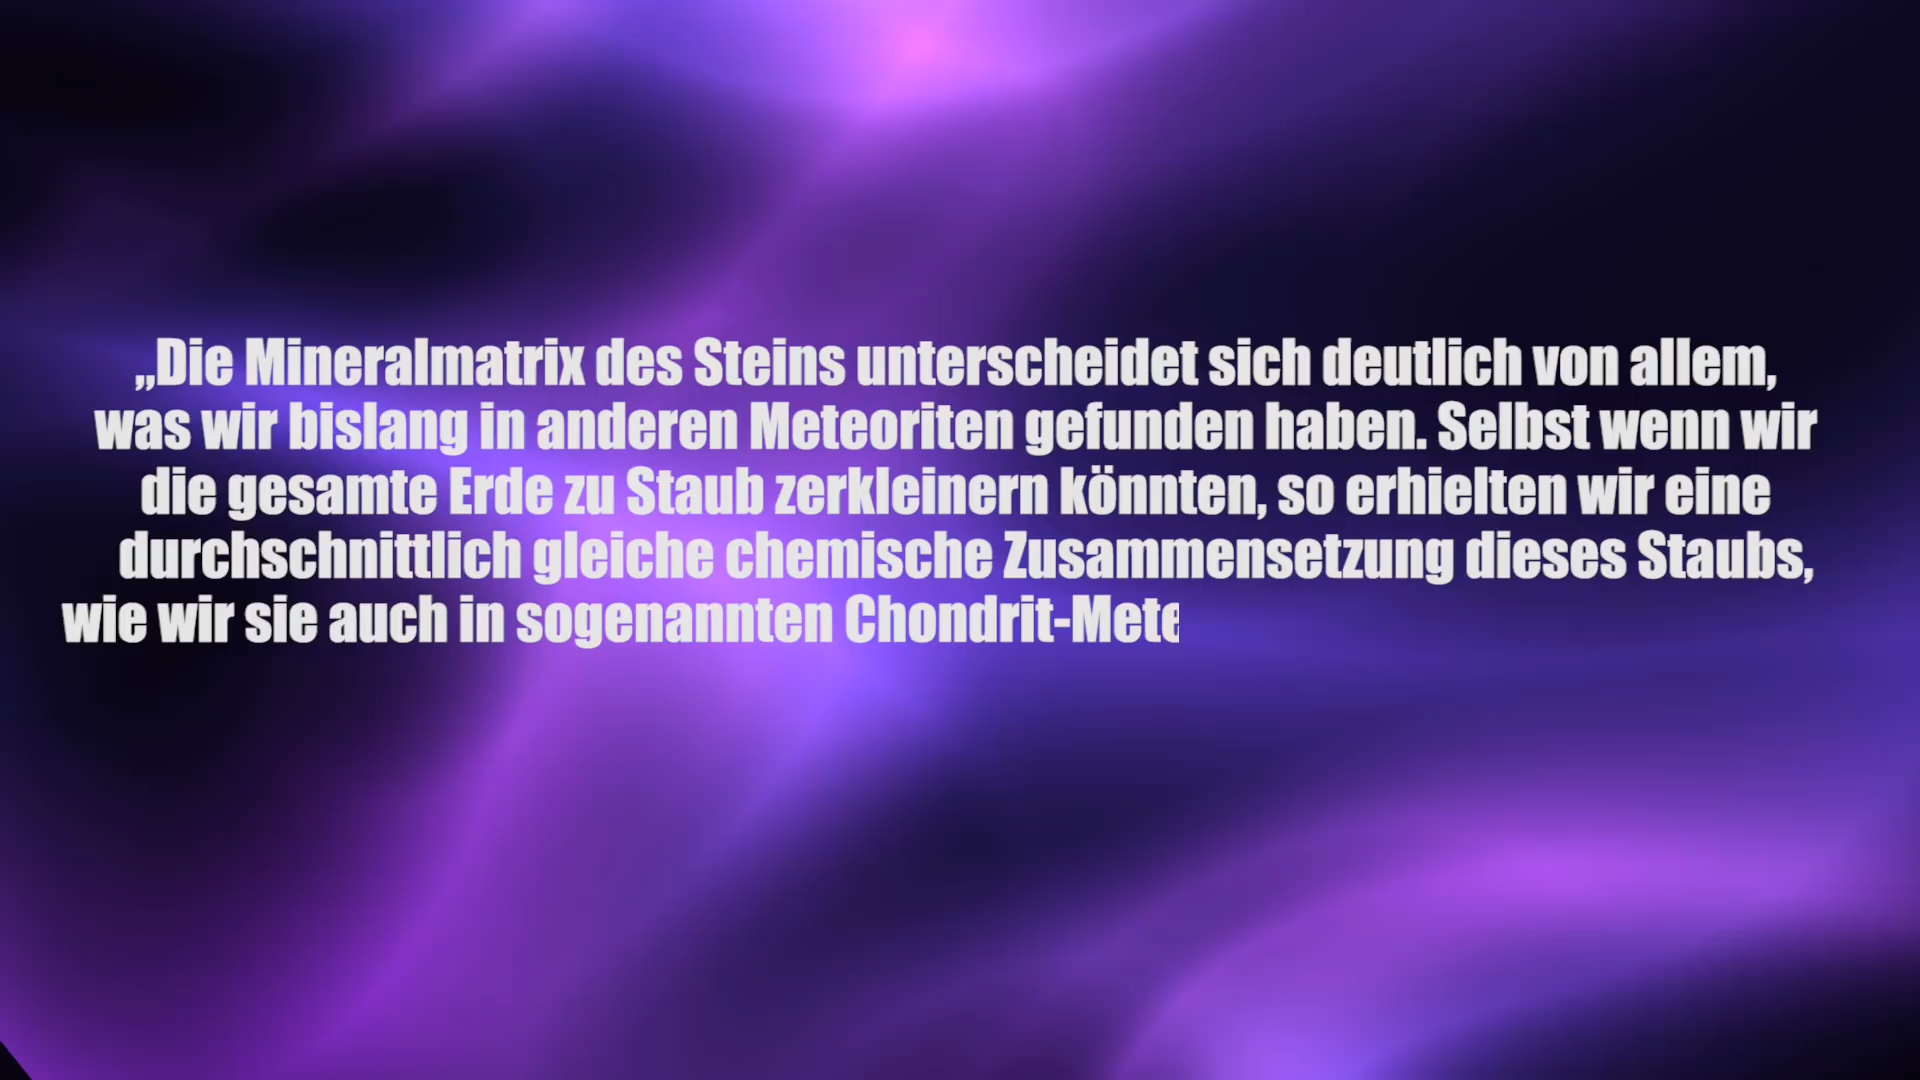 „Die Mineralmatrix des Steins unterscheidet sich deutlich von allem,
was wir bislang in anderen Meteoriten gefunden haben. Selbst wenn wir
die gesamte Erde zu Staub zerkleinern könnten, so erhielten wir eine
durchschnittlich gleiche chemische Zusammensetzung dieses Staubs,
wie wir sie auch in sogenannten Chondrit-Mete